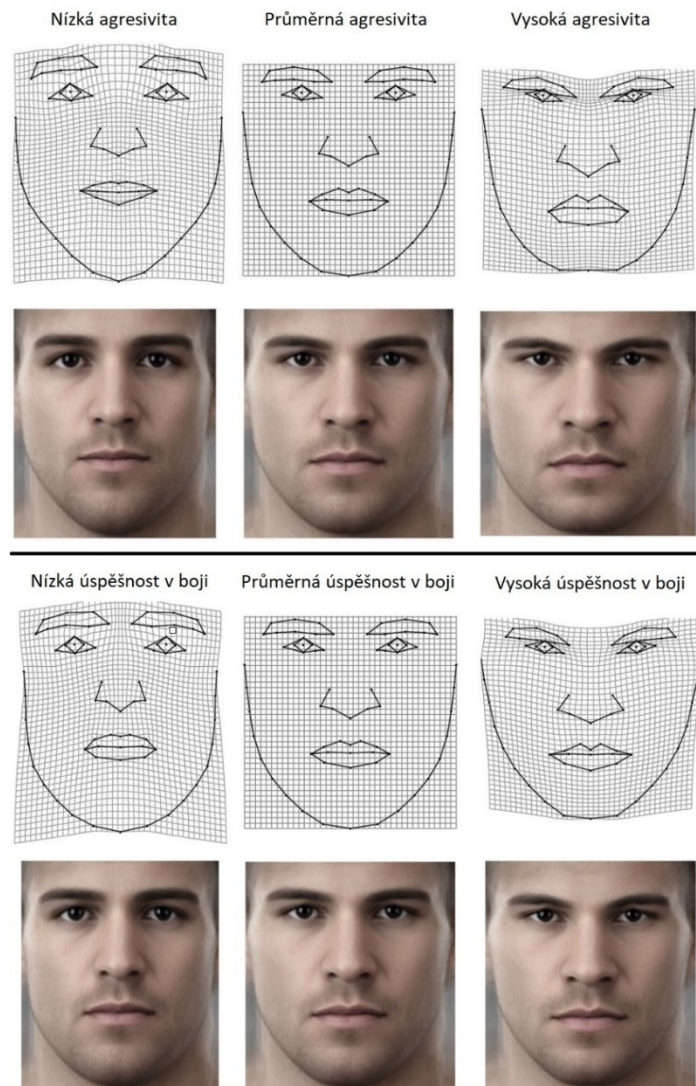 Nízká agresivita
Průměrná agresivita
Vysoká agresivita
Nízká úspěšnost v boji
Průměrná úspěšnost v boji
Vysoká úspěšnost v boji